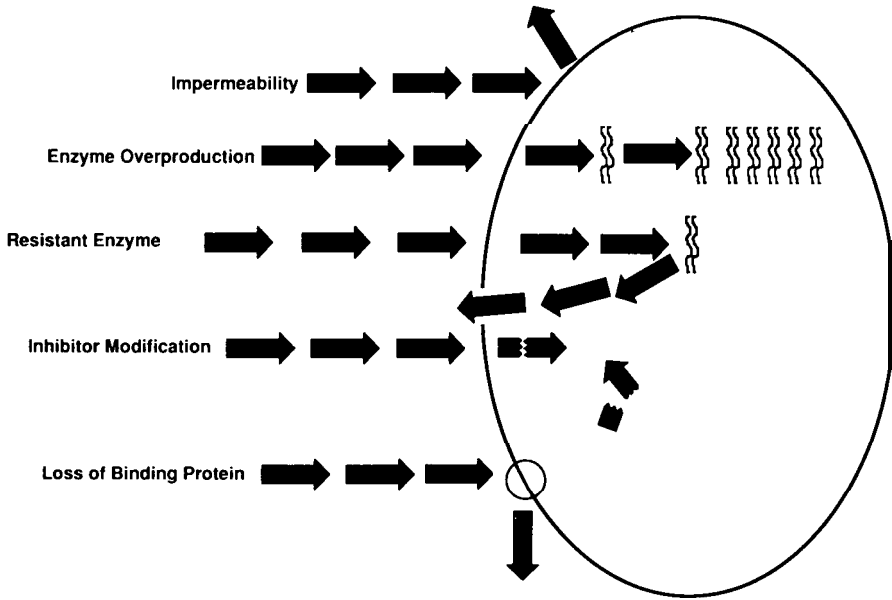 Impermeability
Enzyme Overproduction
Resistant Enzyme
Inhibitor Modification
Loss of Binding Protein